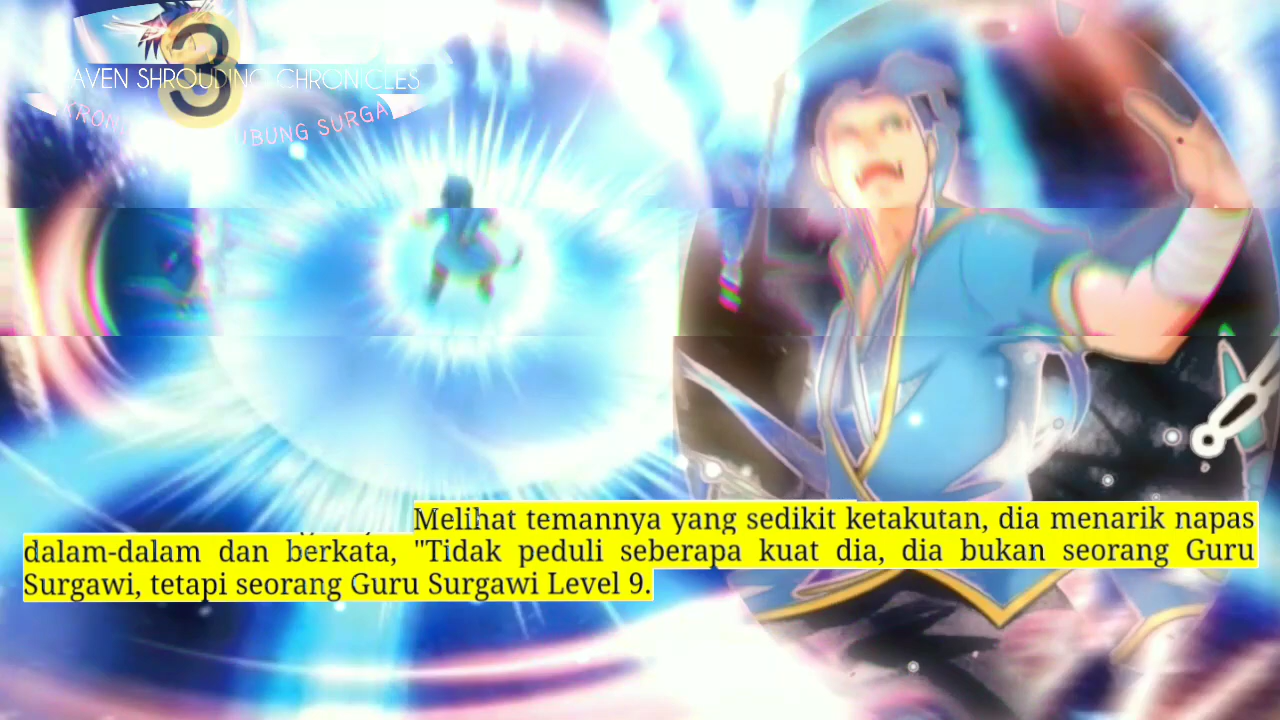 3
AVEN SHROUDING CHRONICLES
UBUNG SURGA
Melihat temannya yang sedikit ketakutan, dia menarik napas
dalam-dalam dan berkata, "Tidak peduli seberapa kuat dia, dia bukan seorang Guru
Surgawi, tetapi seorang Guru Surgawi Level 9.